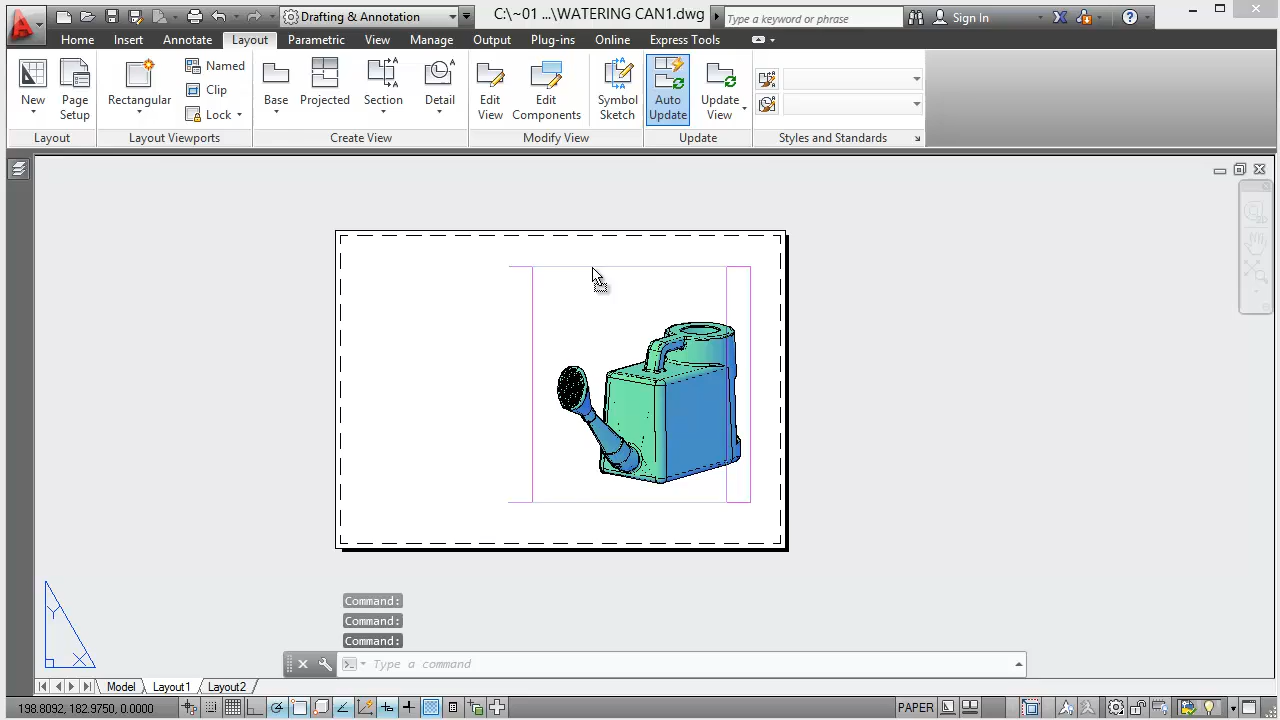 Drafting & Annotation
C:\~01 ...\WATERING CAN1.dwg
Type a keyword or phrase
Sign In
Home Insert Annotate Layout Parametric View Manage Output Plug-ins Online Express Tools
New
Page Setup
Rectangular
Named
Clip
Lock
Base
Projected
Section
Detail
Edit View
Edit Components
Symbol Sketch
Auto Update
Update View
Layout
Layout Viewports
Create View
Modify View
Update
Styles and Standards
Y
X
Command:
Command:
Command:
Type a command
Model Layout1 Layout2
198.8092, 182.9750, 0.0000
PAPER